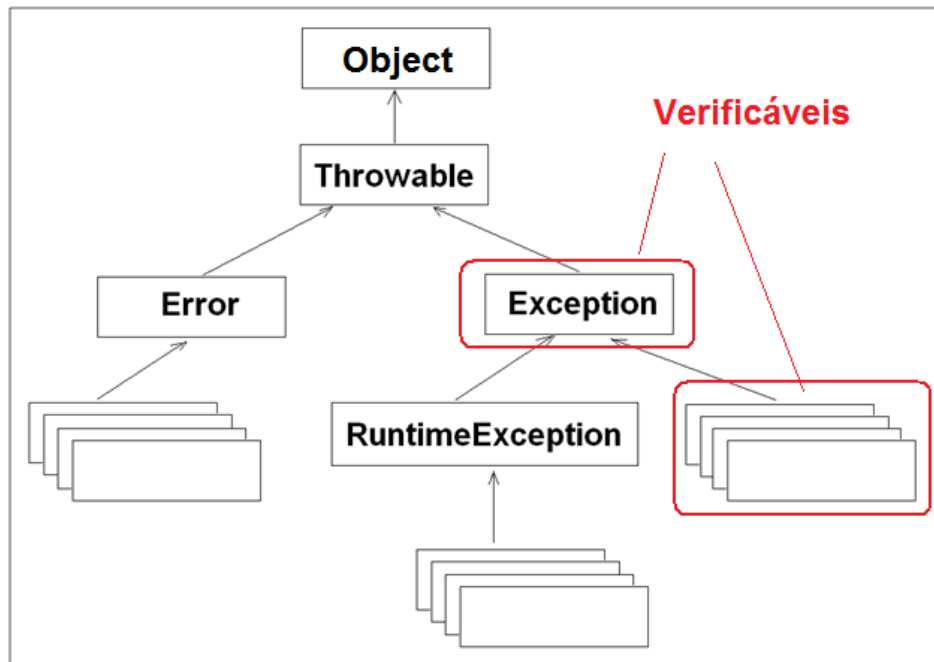 Object
Verificáveis
Throwable
Error
Exception
RuntimeException